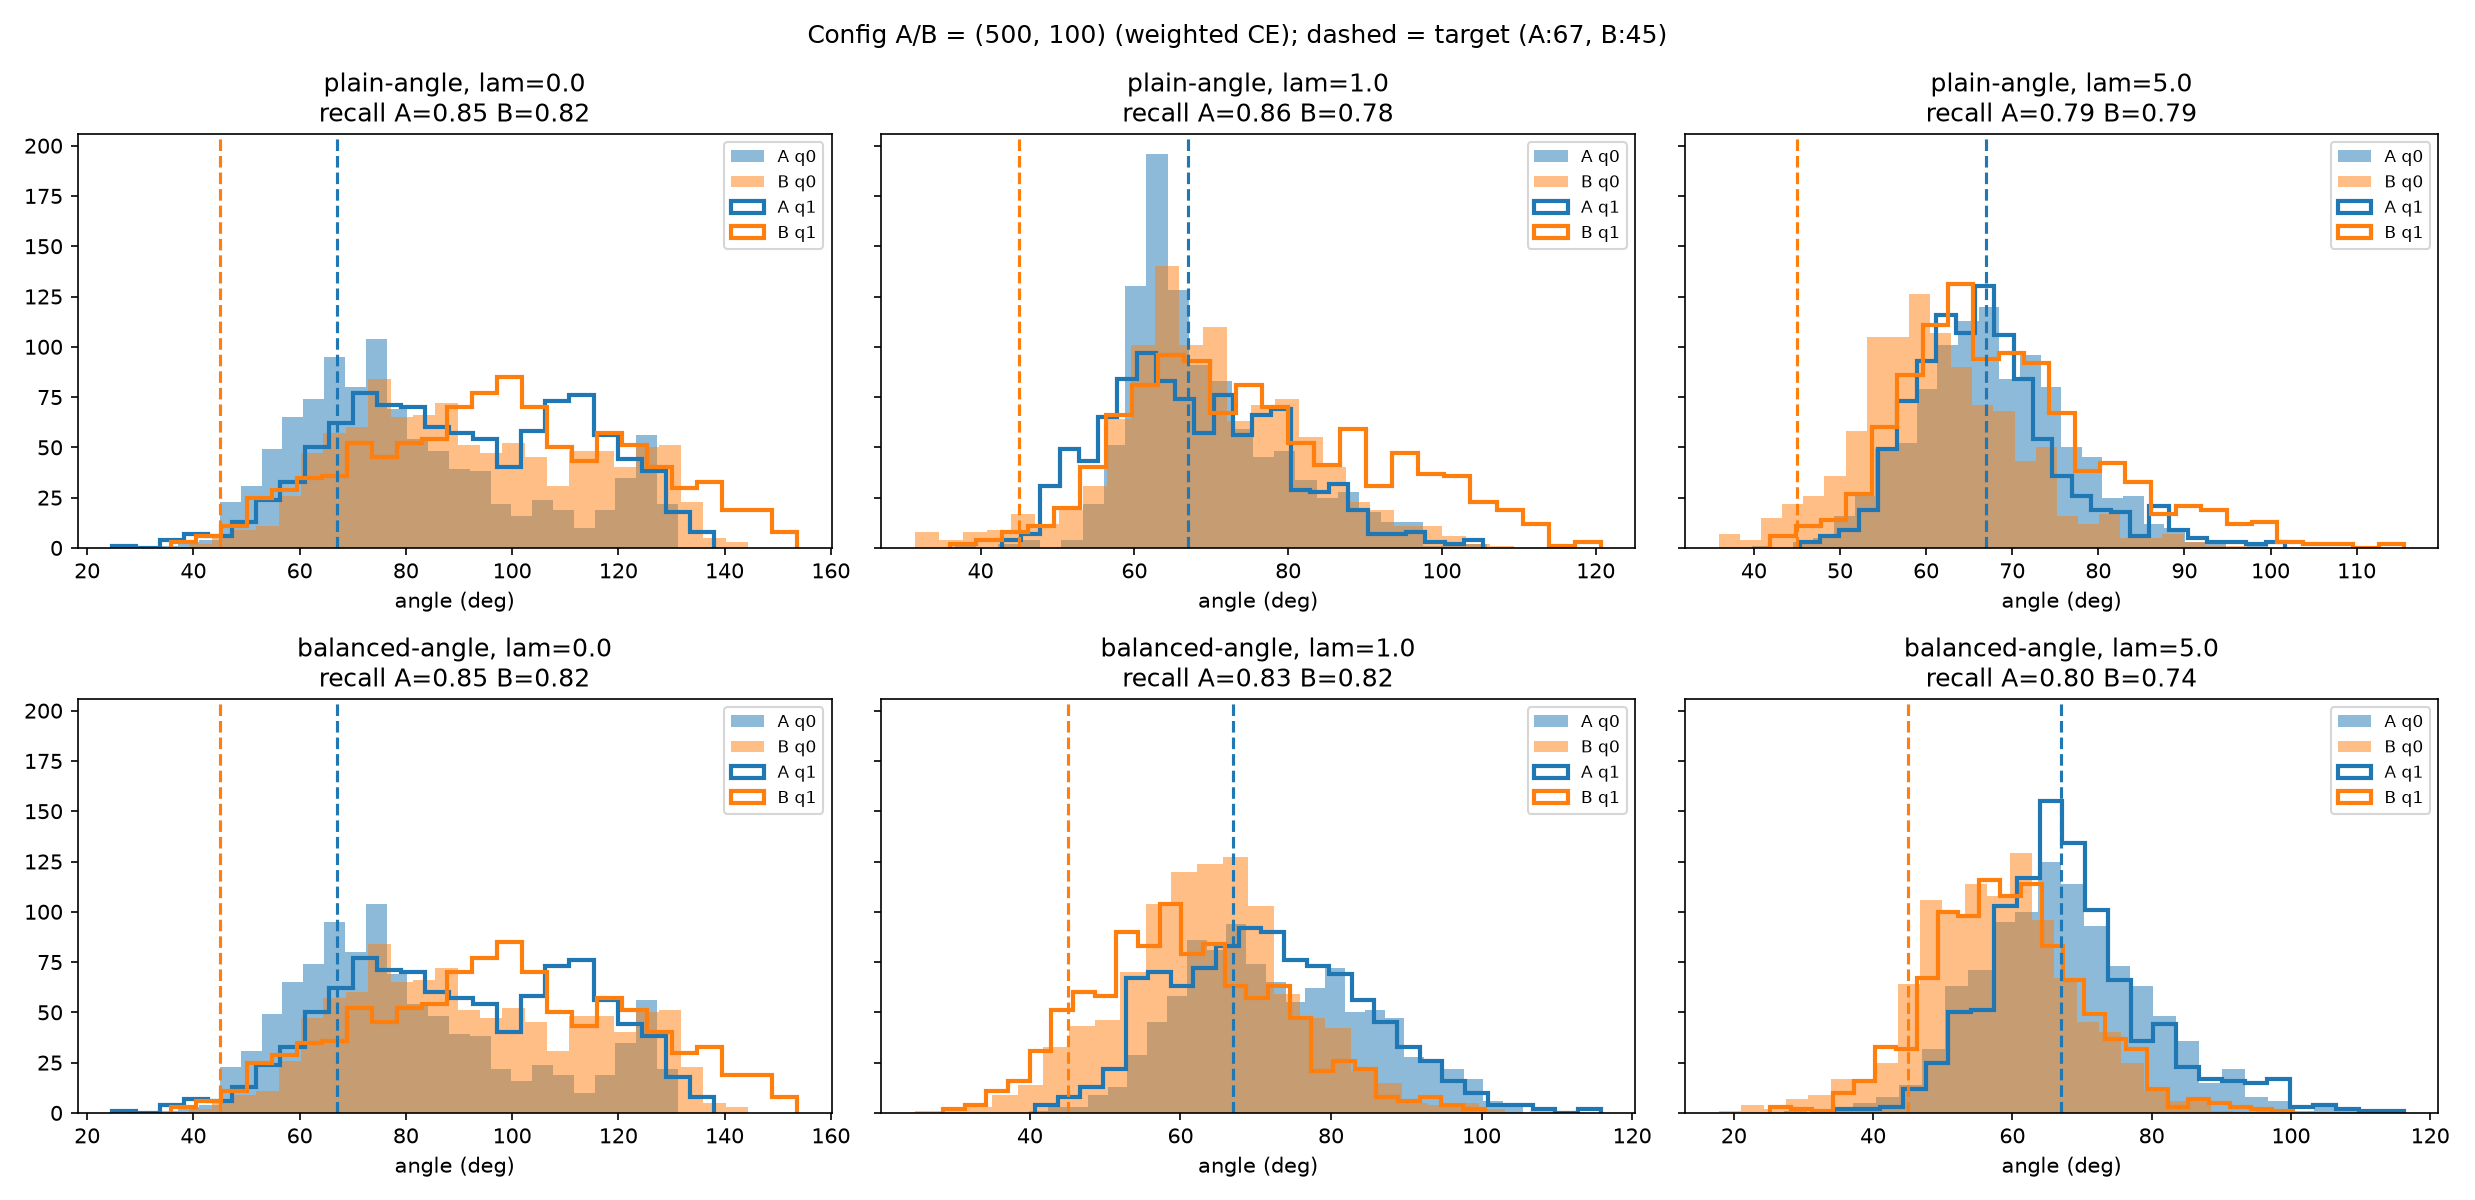 Config A/B = (500, 100) (weighted CE); dashed = target (A:67, B:45)
plain-angle, lam=0.0
recall A=0.85 B=0.82
200
175
150
125
100
75
50
25
0
20 40 60 80 100 120 140 160
angle (deg)
A q0
B q0
A q1
B q1
plain-angle, lam=1.0
recall A=0.86 B=0.78
40 60 80 100 120
angle (deg)
A q0
B q0
A q1
B q1
plain-angle, lam=5.0
recall A=0.79 B=0.79
40 50 60 70 80 90 100 110
angle (deg)
A q0
B q0
A q1
B q1
balanced-angle, lam=0.0
recall A=0.85 B=0.82
200
175
150
125
100
75
50
25
0
20 40 60 80 100 120 140 160
angle (deg)
A q0
B q0
A q1
B q1
balanced-angle, lam=1.0
recall A=0.83 B=0.82
40 60 80 100 120
angle (deg)
A q0
B q0
A q1
B q1
balanced-angle, lam=5.0
recall A=0.80 B=0.74
20 40 60 80 100 120
angle (deg)
A q0
B q0
A q1
B q1